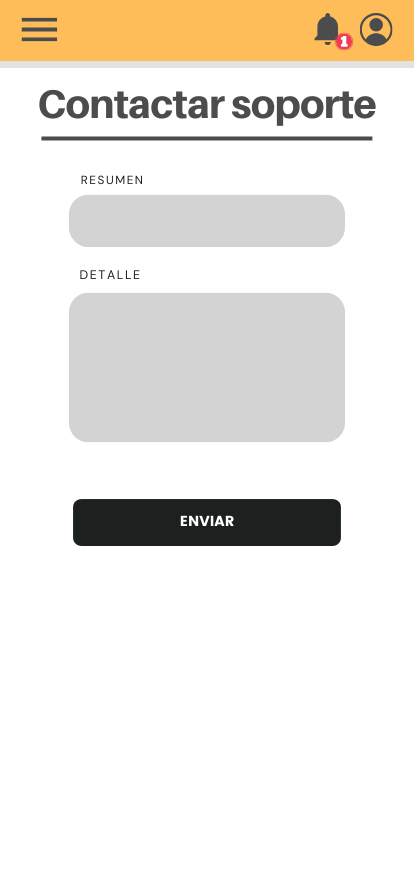 1
Contactar soporte
RESUMEN
DETALLE
ENVIAR